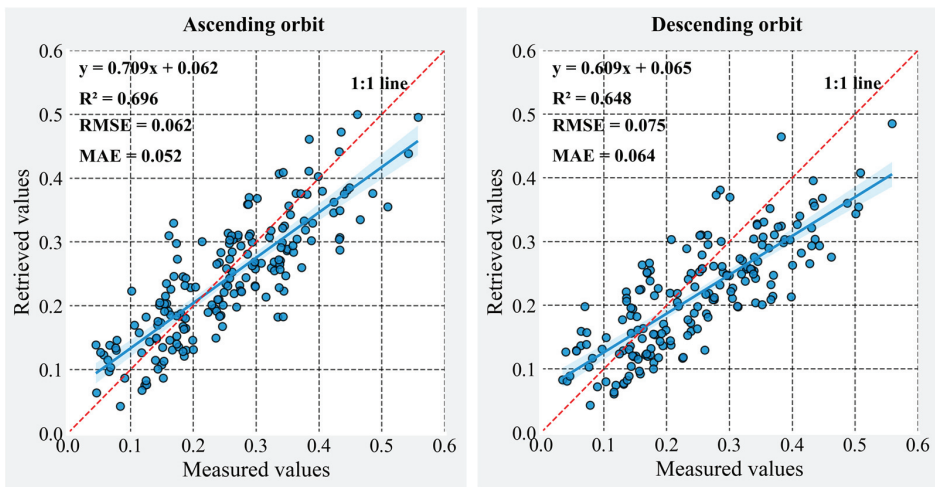 Ascending orbit
0.6
0.5
0.4
0.3
0.2
0.1
0.0
y = 0.709x + 0.062
R² = 0.696
RMSE = 0.062
MAE = 0.052
1:1 line
Retrieved values
0.0 0.1 0.2 0.3 0.4 0.5 0.6
Measured values
Descending orbit
0.6
0.5
0.4
0.3
0.2
0.1
0.0
y = 0.609x + 0.065
R² = 0.648
RMSE = 0.075
MAE = 0.064
1:1 line
Retrieved values
0.0 0.1 0.2 0.3 0.4 0.5 0.6
Measured values